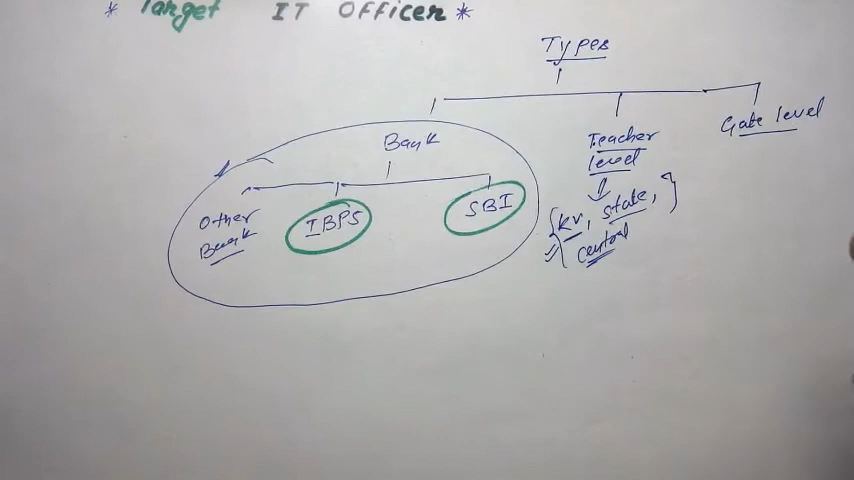 * Target IT Officer *
Types
Bank
Teacher level
Gate level
Other Bank
IBPS
SBI
{ KV, State, }
central